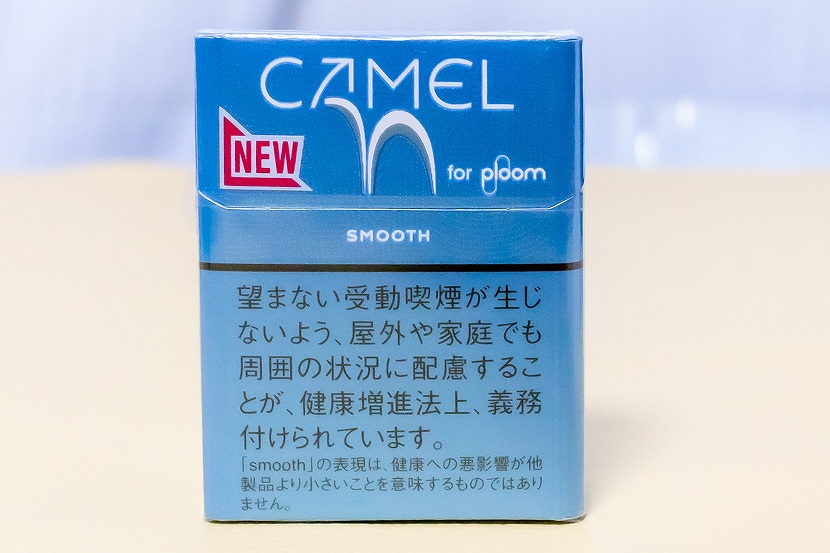 CAMEL
NEW
for ploom
SMOOTH
望まない受動喫煙が生じ
ないよう、屋外や家庭でも
周囲の状況に配慮するこ
とが、健康増進法上、義務
付けられています。
「smooth」の表現は、健康への悪影響が他
製品より小さいことを意味するものではあり
ません。